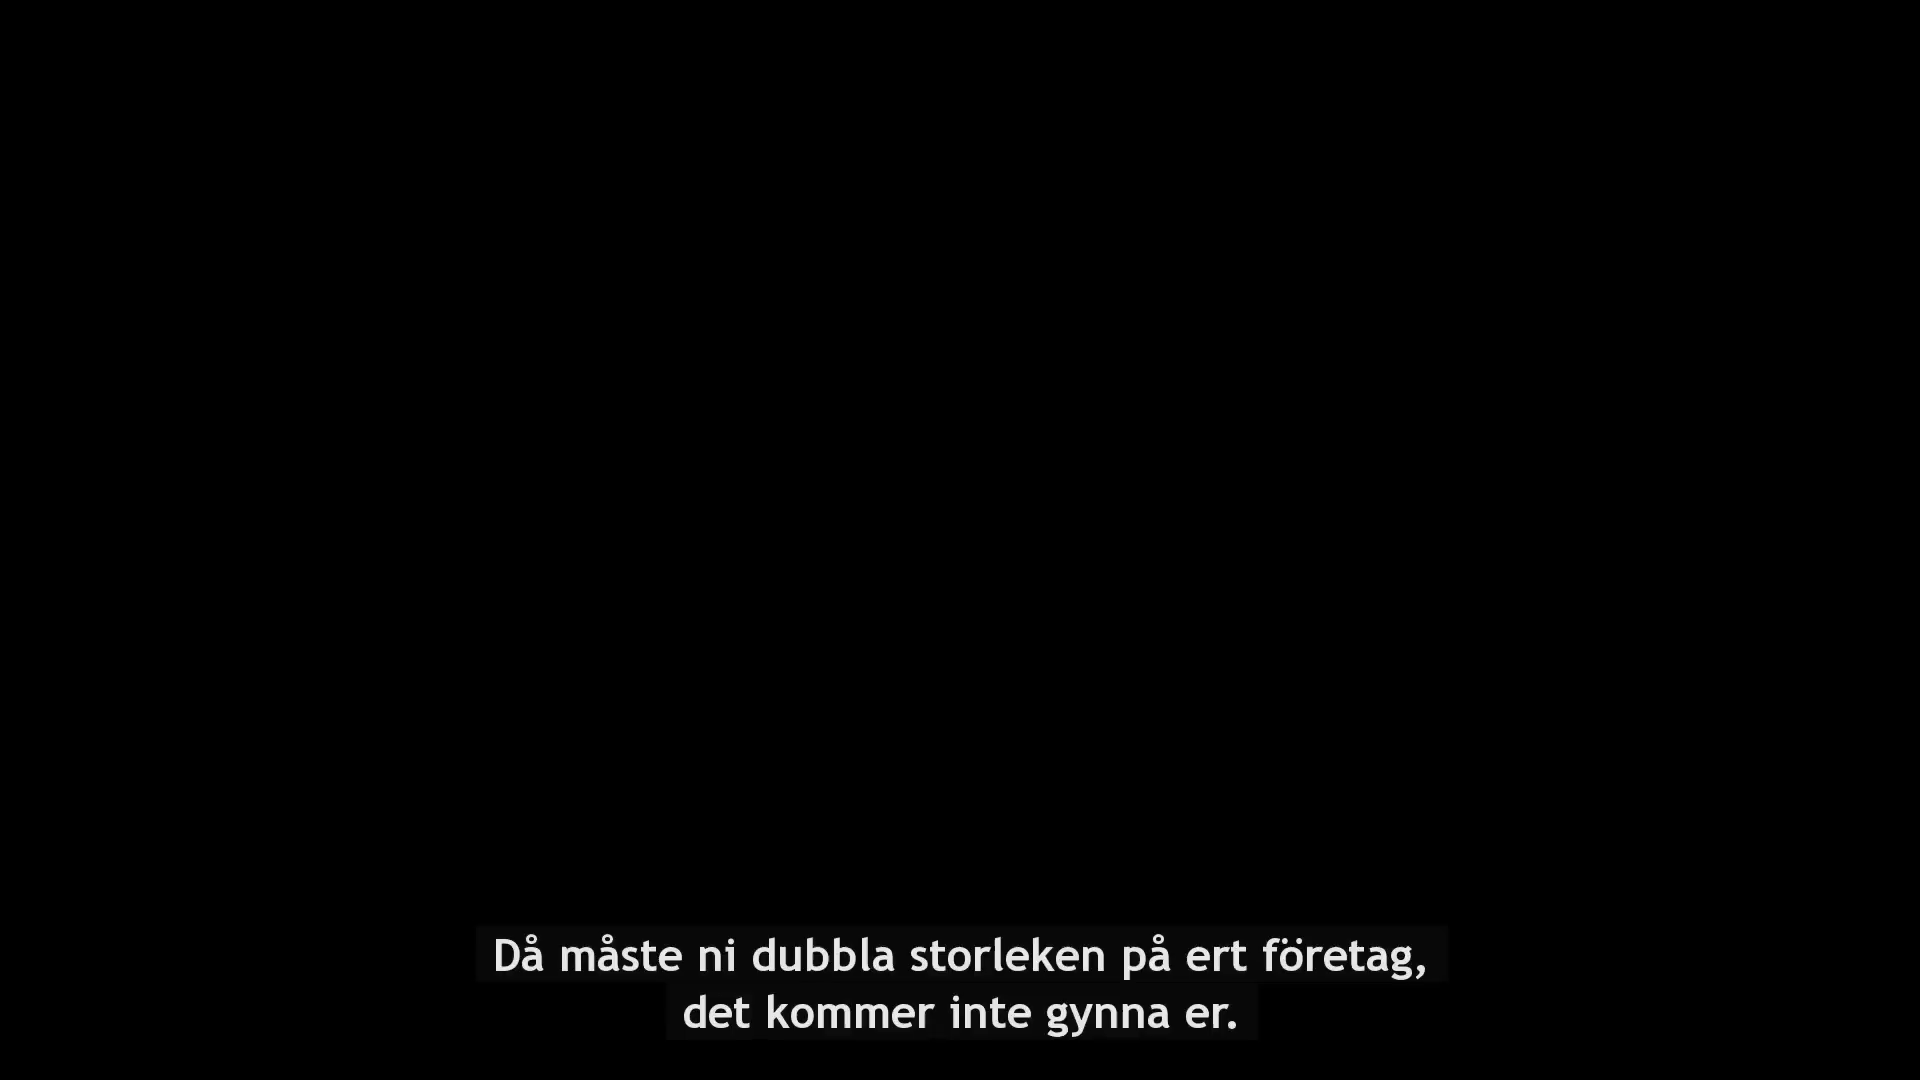 Då måste ni dubbla storleken på ert företag,
det kommer inte gynna er.